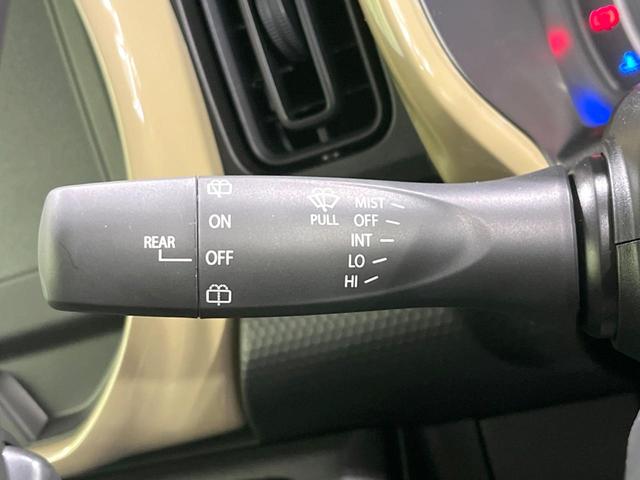 REAR
ON
OFF
PULL
MIST
OFF
INT
LO
HI